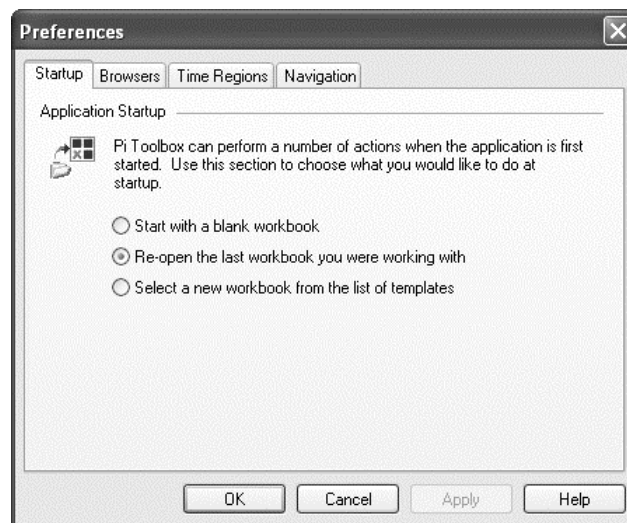 Preferences
Startup Browsers Time Regions Navigation
Application Startup
Pi Toolbox can perform a number of actions when the application is first
started. Use this section to choose what you would like to do at
startup.
Start with a blank workbook
Re-open the last workbook you were working with
Select a new workbook from the list of templates
OK Cancel Apply Help